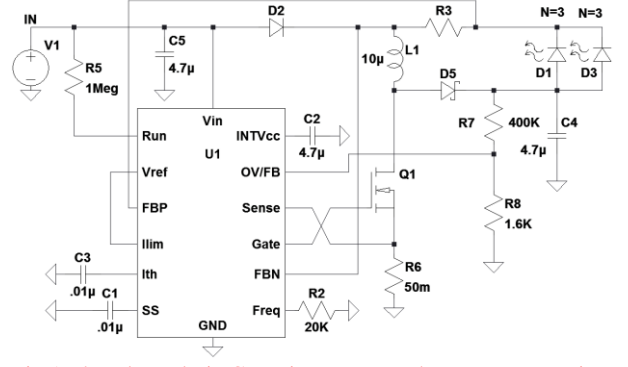 IN
V1
R5
1Meg
C5
4.7µ
D2
L1
10µ
R3
N=3
N=3
D1
D3
D5
R7
400K
C4
4.7µ
R8
1.6K
Q1
R6
50m
C2
4.7µ
Vin
Run
INTVcc
U1
Vref
OV/FB
FBP
Sense
Ilim
Gate
Ith
FBN
SS
Freq
GND
C3
.01µ
C1
.01µ
R2
20K